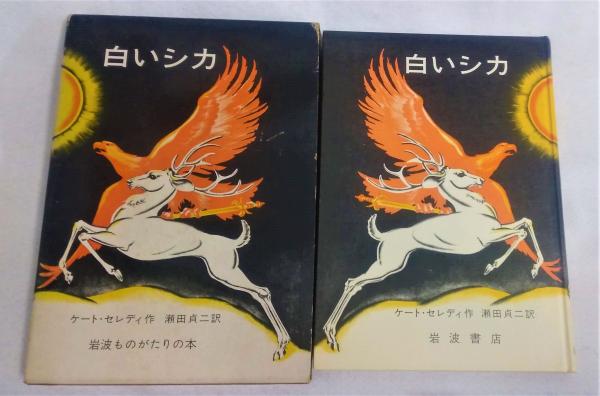 白いシカ
ケート・セレディ作 瀬田貞二訳
岩波ものがたりの本
白いシカ
ケート・セレディ作 瀬田貞二訳
岩波書店